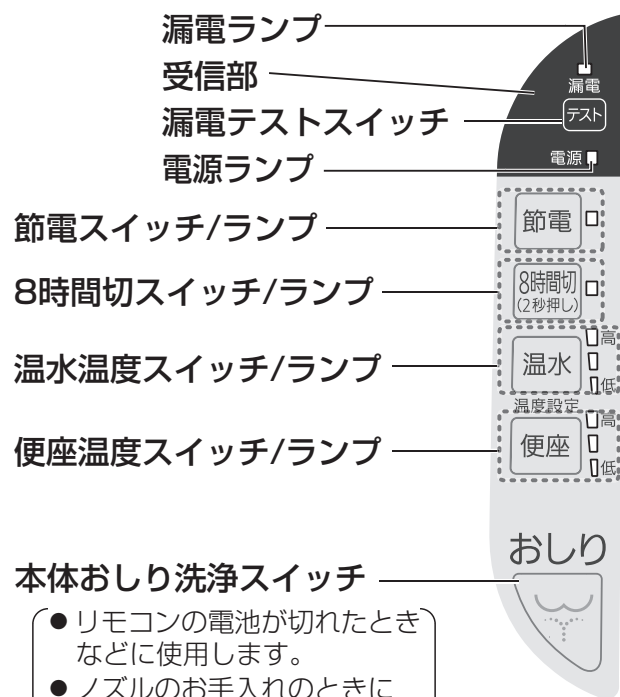 漏電ランプ
受信部
漏電テストスイッチ
電源ランプ
節電スイッチ/ランプ
8時間切スイッチ/ランプ
温水温度スイッチ/ランプ
便座温度スイッチ/ランプ
本体おしり洗浄スイッチ
●リモコンの電池が切れたとき
などに使用します。
●ノズルのお手入れのときに
漏電
テスト
電源
節電
8時間切
(2秒押し)
高
温水
低
温度設定
高
便座
低
おしり